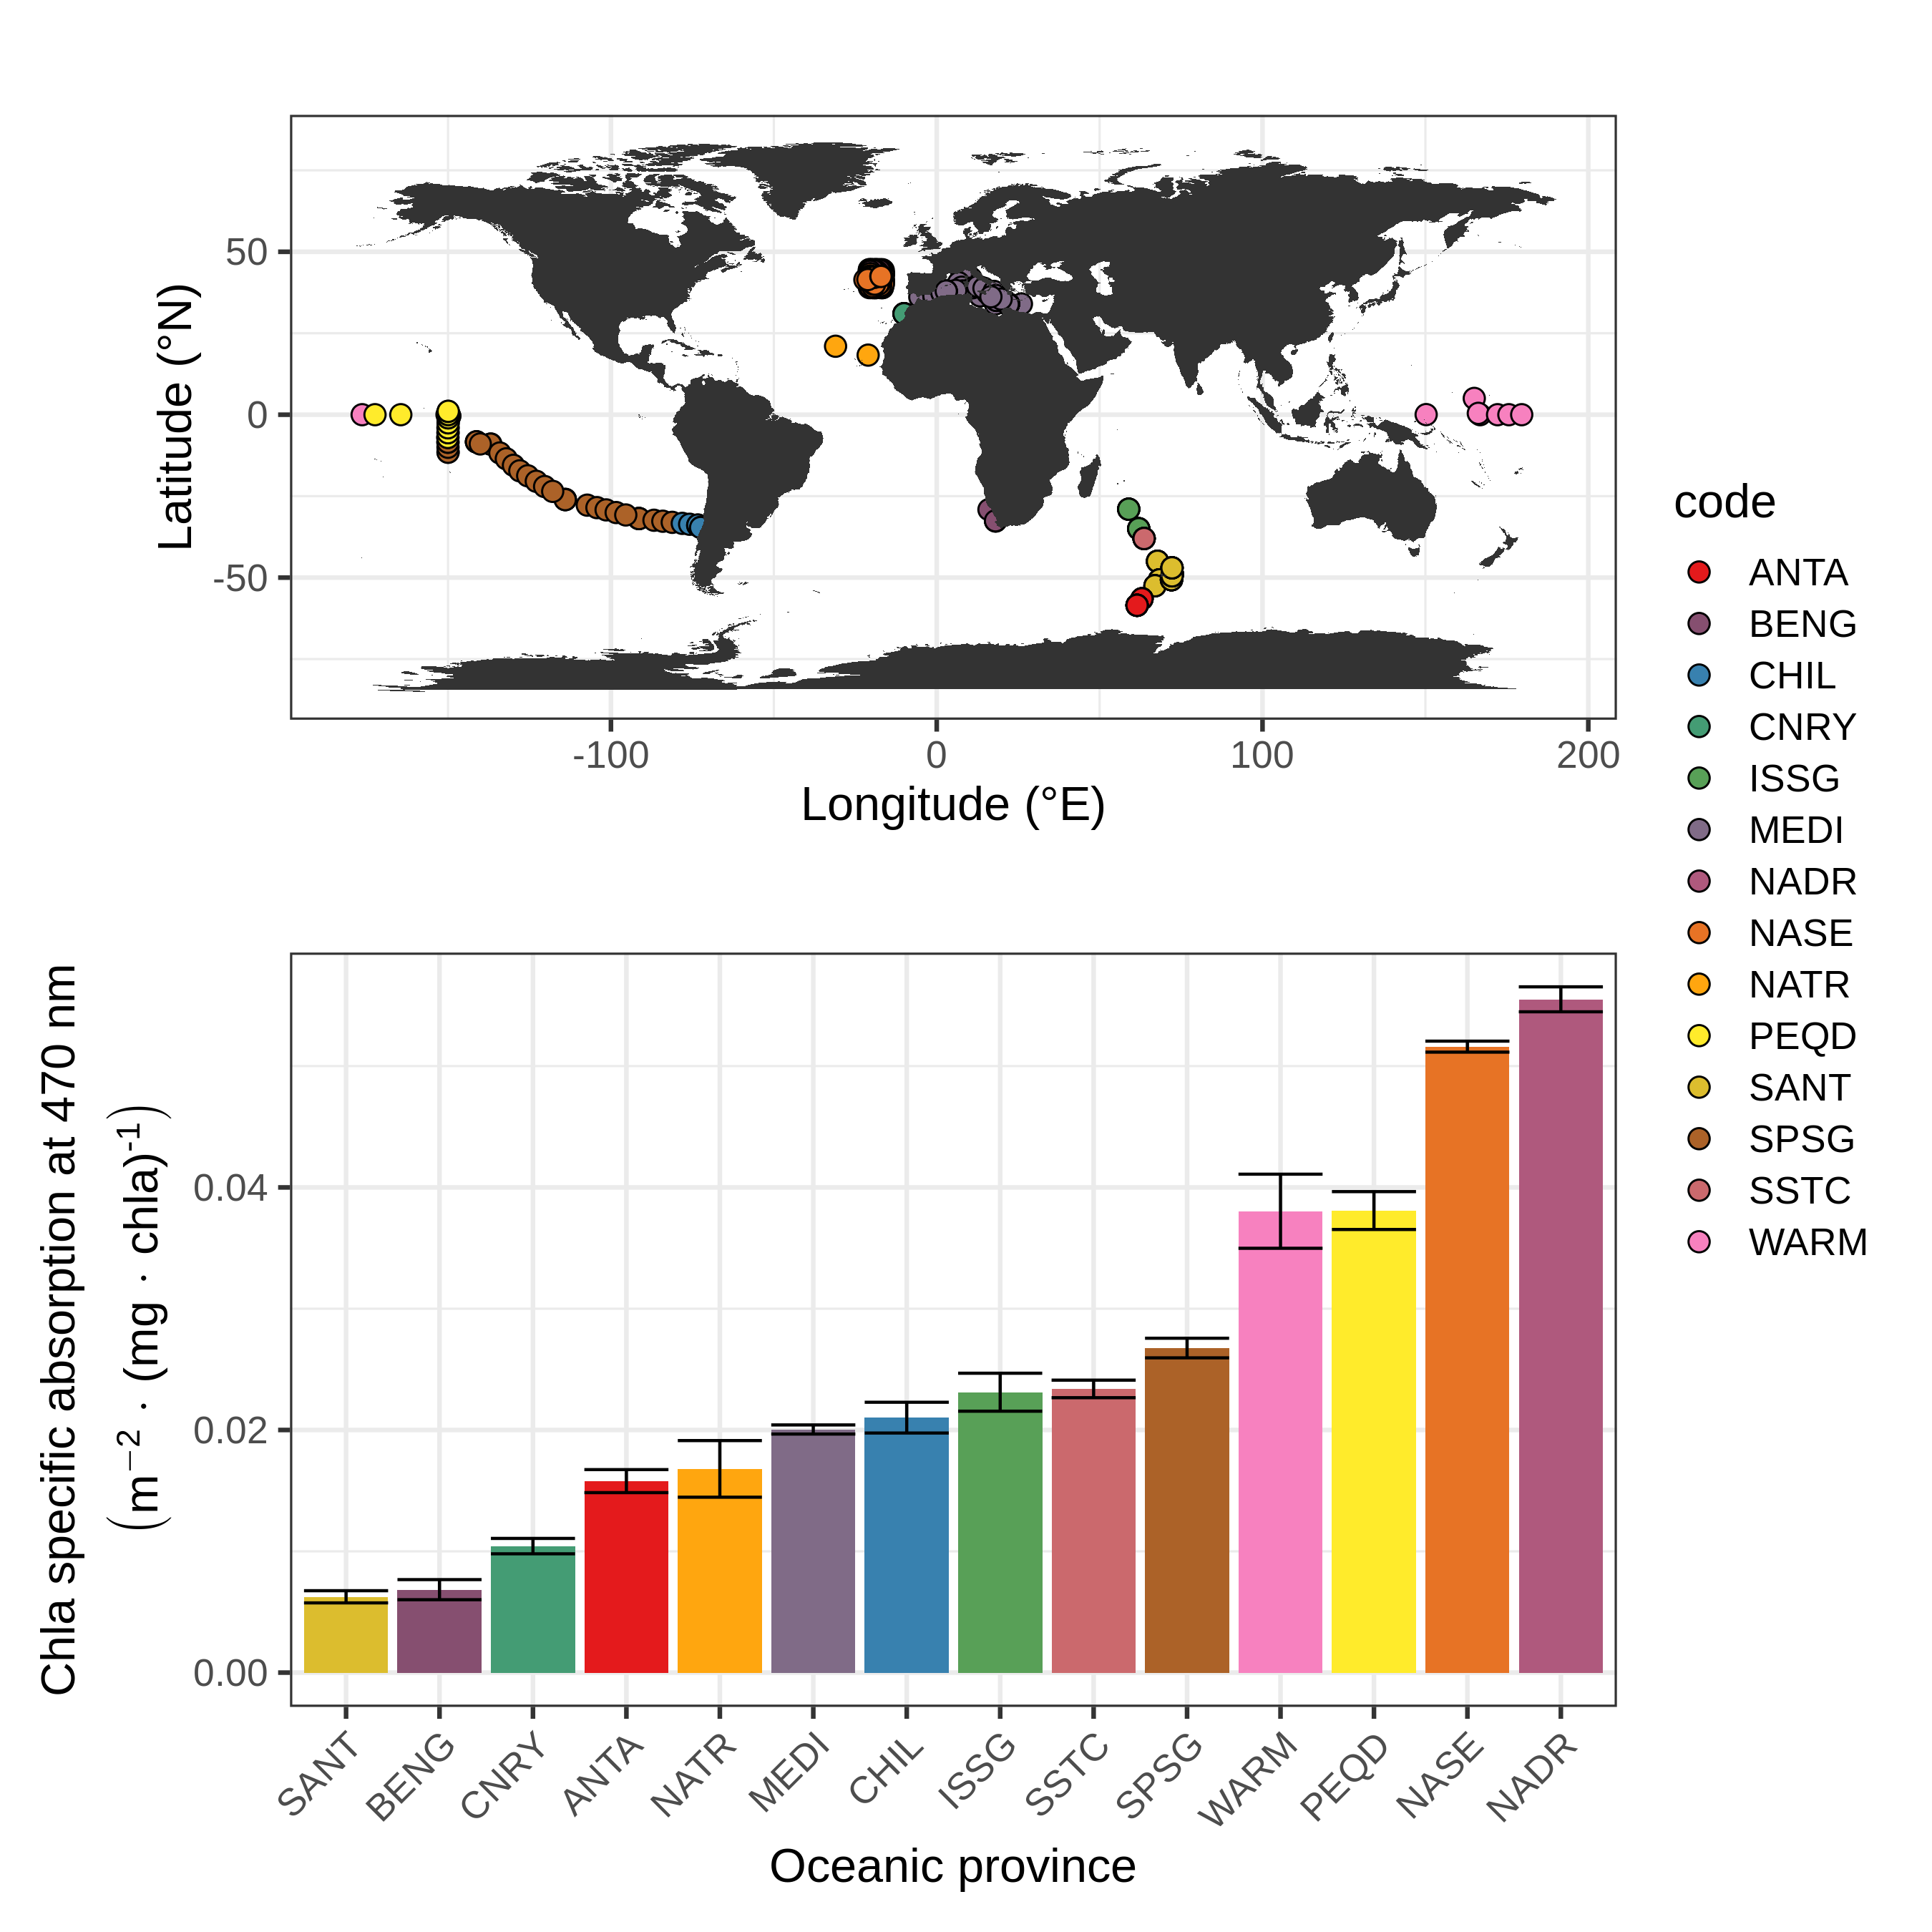 50
0
-50
Latitude (°N)
-100
0
100
200
Longitude (°E)
code
ANTA
BENG
CHIL
CNRY
ISSG
MEDI
NADR
NASE
NATR
PEQD
SANT
SPSG
SSTC
WARM
Chla specific absorption at 470 nm
(m⁻² · (mg · chla)⁻¹)
0.04
0.02
0.00
SANT
BENG
CNRY
ANTA
NATR
MEDI
CHIL
ISSG
SSTC
SPSG
WARM
PEQD
NASE
NADR
Oceanic province